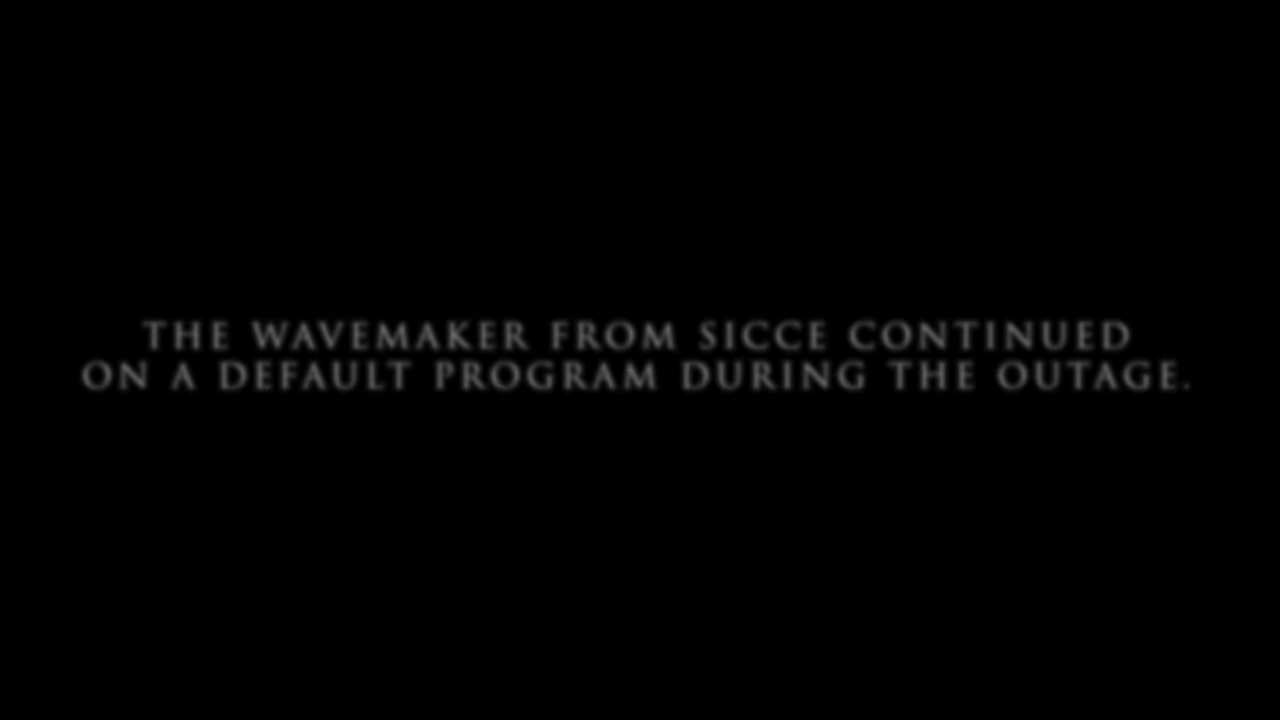 THE WAVEMAKER FROM SICCE CONTINUED
ON A DEFAULT PROGRAM DURING THE OUTAGE.